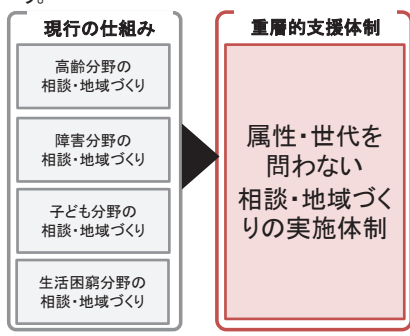 す。
現行の仕組み
高齢分野の
相談・地域づくり
障害分野の
相談・地域づくり
子ども分野の
相談・地域づくり
生活困窮分野の
相談・地域づくり
重層的支援体制
属性・世代を
問わない
相談・地域づく
りの実施体制